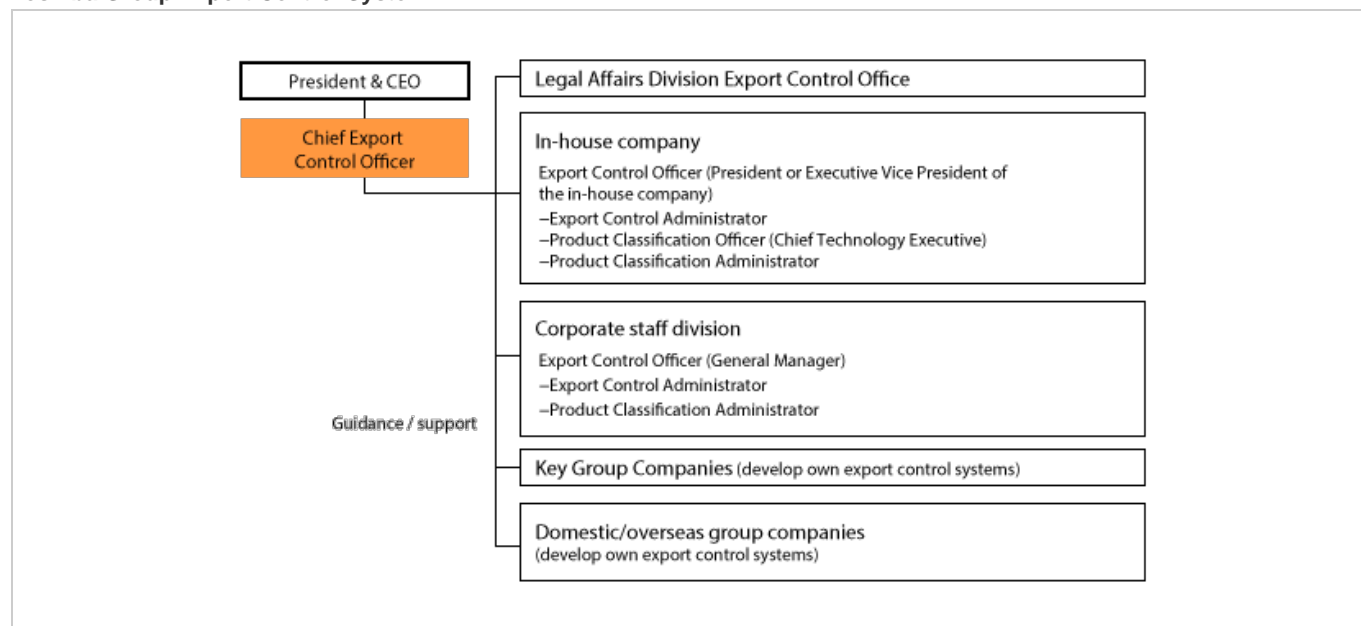 President & CEO
Chief Export
Control Officer
Legal Affairs Division Export Control Office
In-house company
Export Control Officer (President or Executive Vice President of
the in-house company)
–Export Control Administrator
–Product Classification Officer (Chief Technology Executive)
–Product Classification Administrator
Corporate staff division
Export Control Officer (General Manager)
–Export Control Administrator
–Product Classification Administrator
Guidance / support
Key Group Companies (develop own export control systems)
Domestic/overseas group companies
(develop own export control systems)